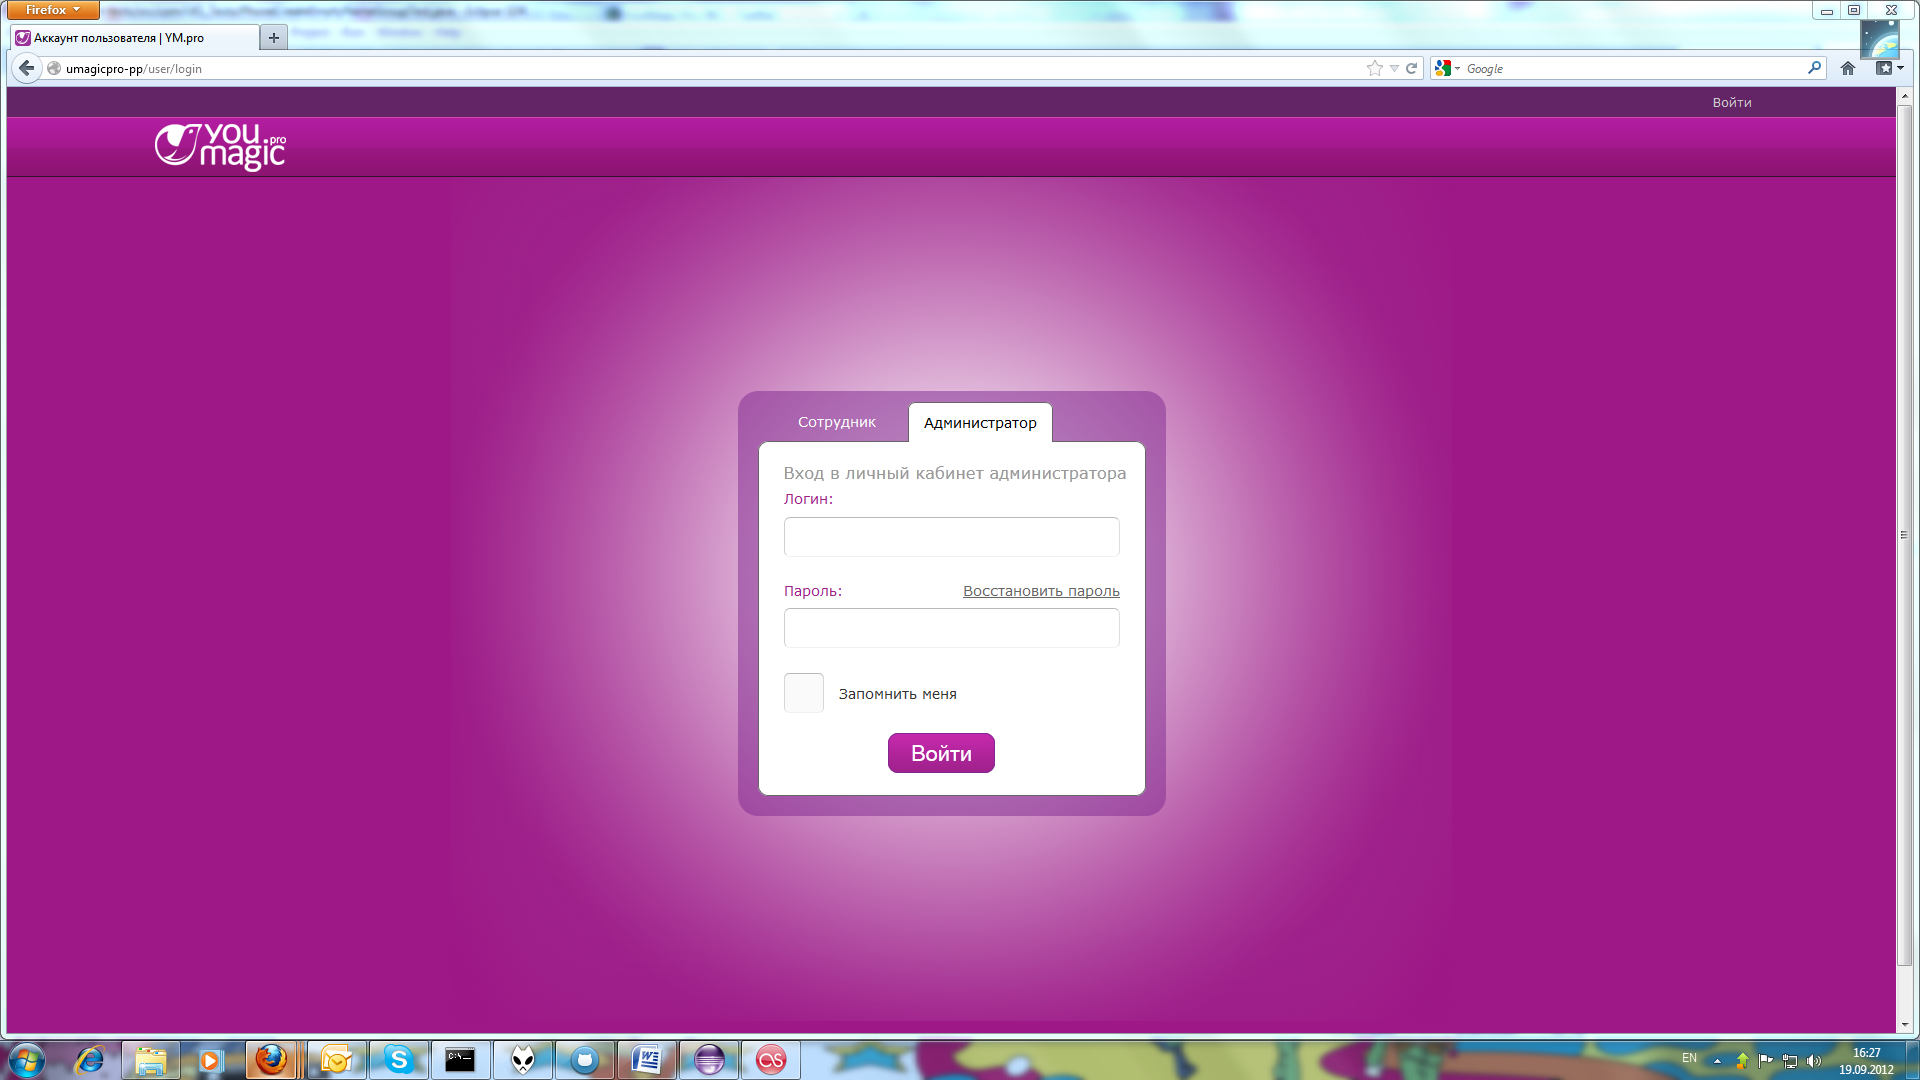 Firefox
Аккаунт пользователя | YM.pro
umagicpro-pp/user/login
Google
Войти
you
magic
pro
Сотрудник
Администратор
Вход в личный кабинет администратора
Логин:
Пароль:
Восстановить пароль
Запомнить меня
Войти
C:\
EN
16:27
19.09.2012